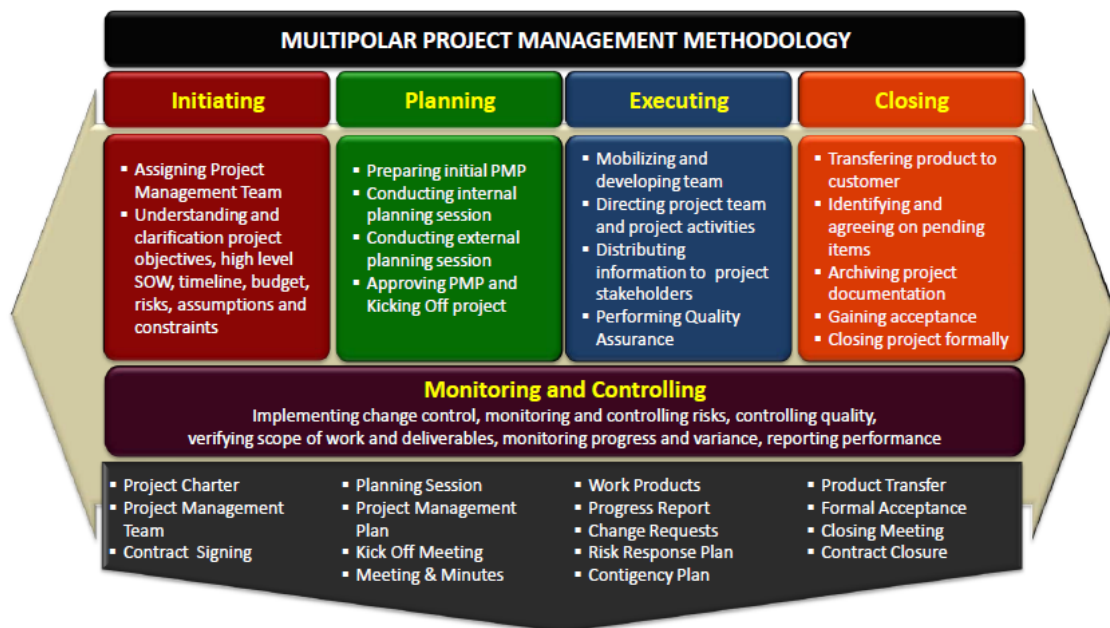 MULTIPOLAR PROJECT MANAGEMENT METHODOLOGY
Initiating
▪ Assigning Project
Management Team
▪ Understanding and
clarification project
objectives, high level
SOW, timeline, budget,
risks, assumptions and
constraints
Planning
▪ Preparing initial PMP
▪ Conducting internal
planning session
▪ Conducting external
planning session
▪ Approving PMP and
Kicking Off project
Executing
▪ Mobilizing and
developing team
▪ Directing project team
and project activities
▪ Distributing
information to project
stakeholders
▪ Performing Quality
Assurance
Closing
▪ Transfering product to
customer
▪ Identifying and
agreeing on pending
items
▪ Archiving project
documentation
▪ Gaining acceptance
▪ Closing project formally
Monitoring and Controlling
Implementing change control, monitoring and controlling risks, controlling quality,
verifying scope of work and deliverables, monitoring progress and variance, reporting performance
▪ Project Charter
▪ Project Management
Team
▪ Contract Signing
▪ Planning Session
▪ Project Management
Plan
▪ Kick Off Meeting
▪ Meeting & Minutes
▪ Work Products
▪ Progress Report
▪ Change Requests
▪ Risk Response Plan
▪ Contigency Plan
▪ Product Transfer
▪ Formal Acceptance
▪ Closing Meeting
▪ Contract Closure